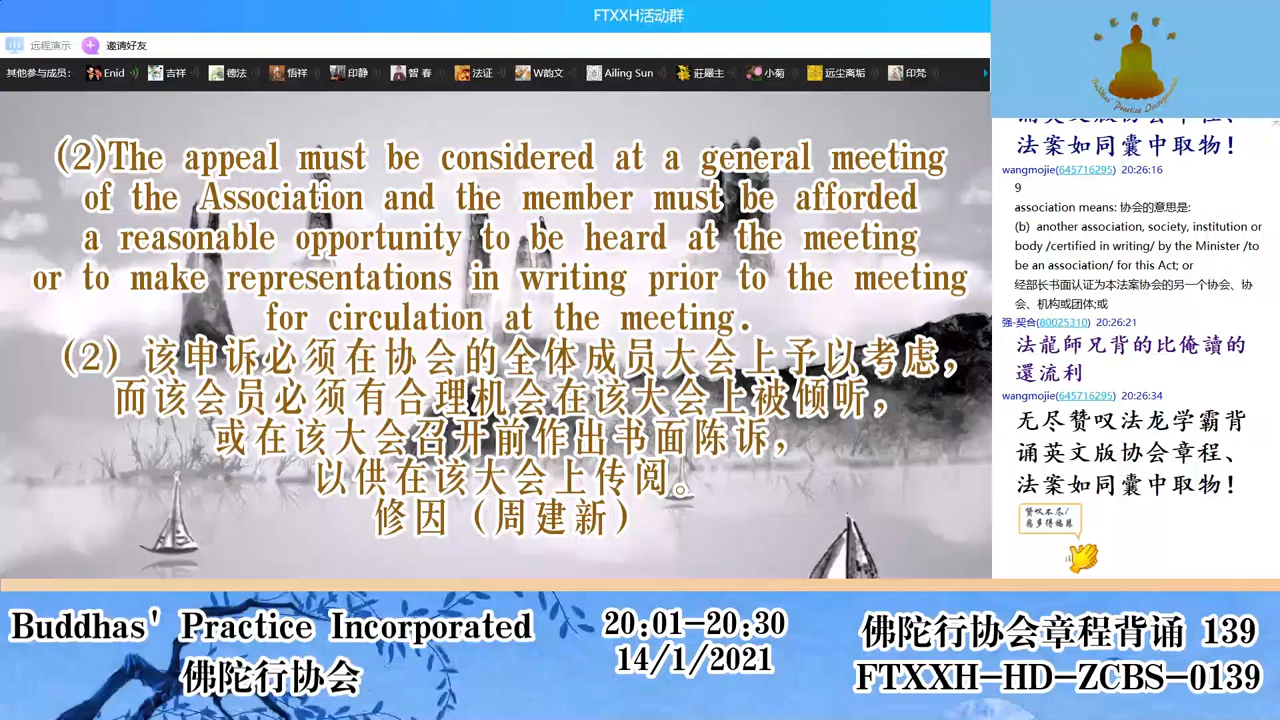 FTXXH活动群
远程演示
邀请好友
其他参与成员:
Enid
吉祥
德法
悟祥
印静
智 春
法证
W韵文
Ailing Sun
莊嚴主
小菊
远尘离垢
印梵
Buddhas' Practice Incorporated
(2)The appeal must be considered at a general meeting
of the Association and the member must be afforded
a reasonable opportunity to be heard at the meeting
or to make representations in writing prior to the meeting
for circulation at the meeting.
(2) 该申诉必须在协会的全体成员大会上予以考虑,
而该会员必须有合理机会在该大会上被倾听,
或在该大会召开前作出书面陈诉,
以供在该大会上传阅。
修因 (周建新)
诵英文版协会章程、
法案如同囊中取物!
wangmojie(645716295) 20:26:16
9
association means: 协会的意思是:
(b) another association, society, institution or
body /certified in writing/ by the Minister /to
be an association/ for this Act; or
经部长书面认证为本法案协会的另一个协会、协
会、机构或团体;或
强-契合(80025310) 20:26:21
法龍師兄背的比俺讀的
還流利
wangmojie(645716295) 20:26:34
无尽赞叹法龙学霸背
诵英文版协会章程、
法案如同囊中取物!
赞叹不尽/
Buddhas' Practice Incorporated
佛陀行协会
20:01-20:30
14/1/2021
佛陀行协会章程背诵 139
FTXXH-HD-ZCBS-0139